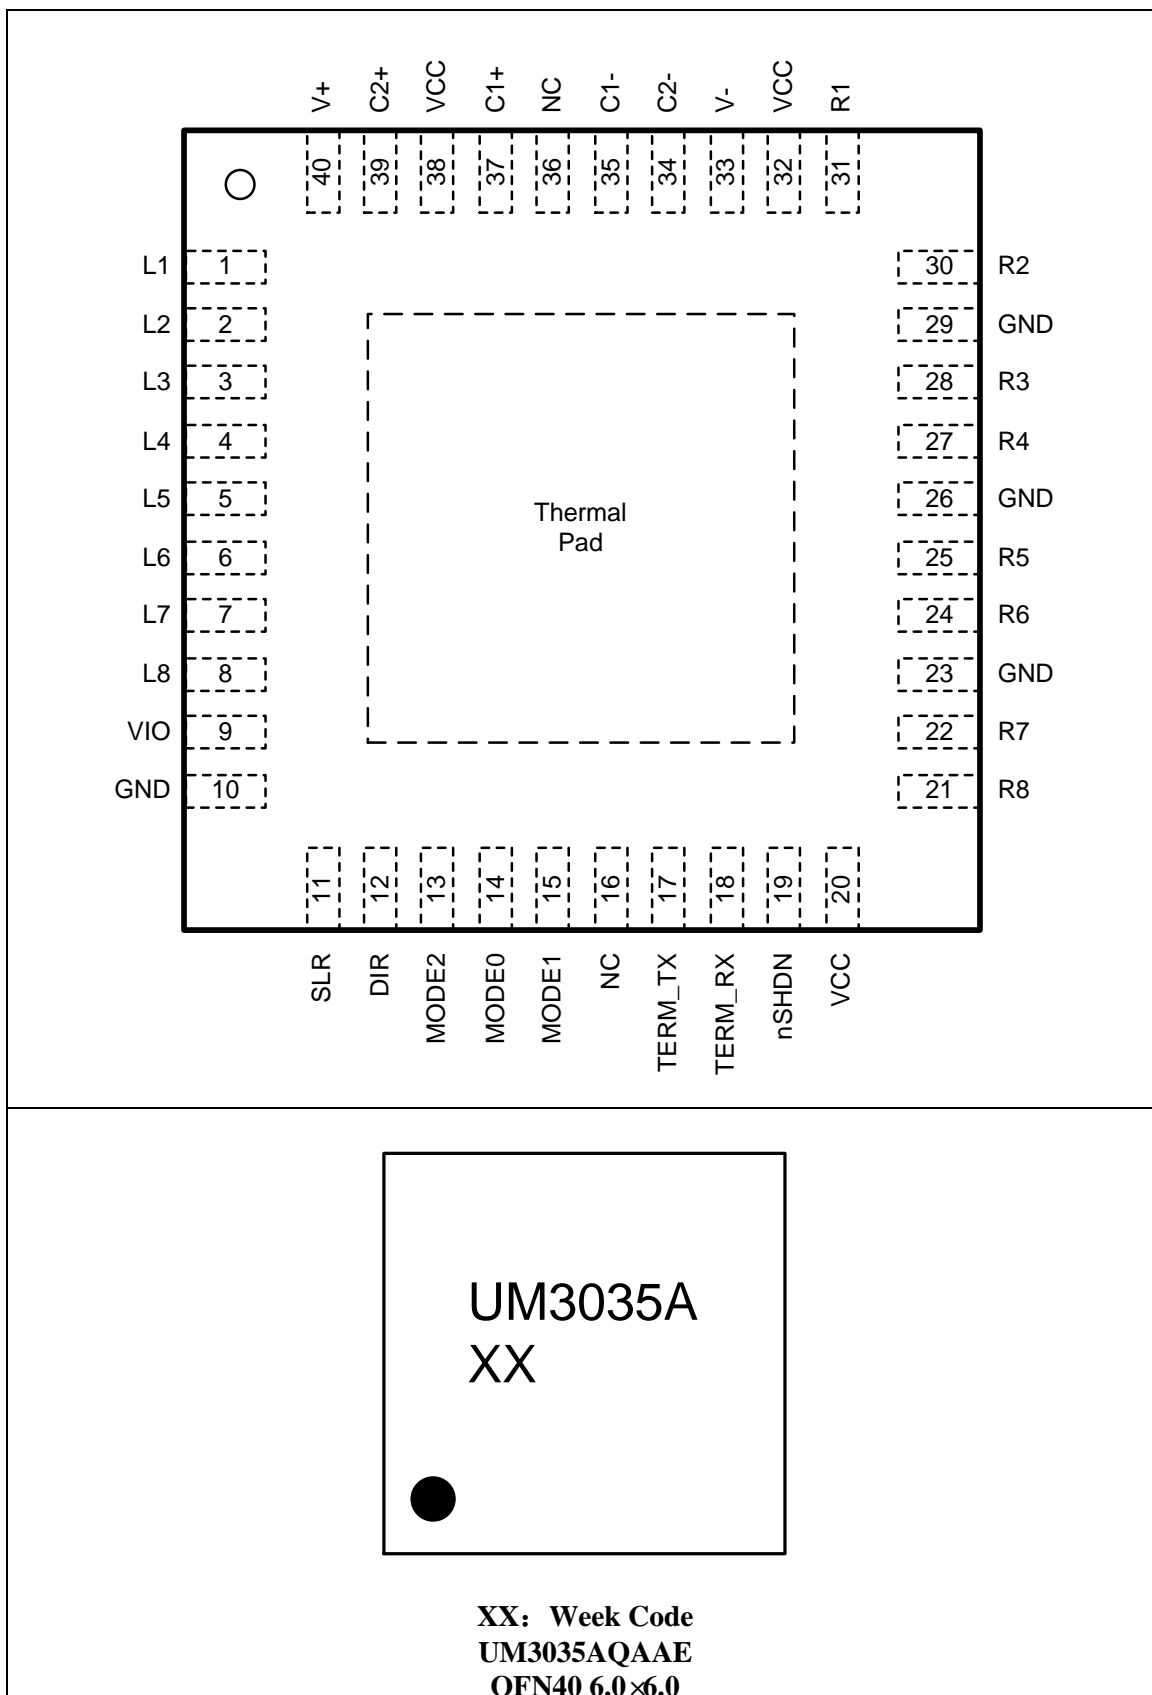 V+ C2+ VCC C1+ NC C1- C2- V- VCC R1
40 39 38 37 36 35 34 33 32 31
L1 1 30 R2
L2 2 29 GND
L3 3 28 R3
L4 4 27 R4
L5 5 26 GND
Thermal
Pad
L6 6 25 R5
L7 7 24 R6
L8 8 23 GND
VIO 9 22 R7
GND 10 21 R8
11 12 13 14 15 16 17 18 19 20
SLR DIR MODE2 MODE0 MODE1 NC TERM_TX TERM_RX nSHDN VCC
UM3035A
XX
XX：Week Code
UM3035AQAAE
QFN40 6.0×6.0